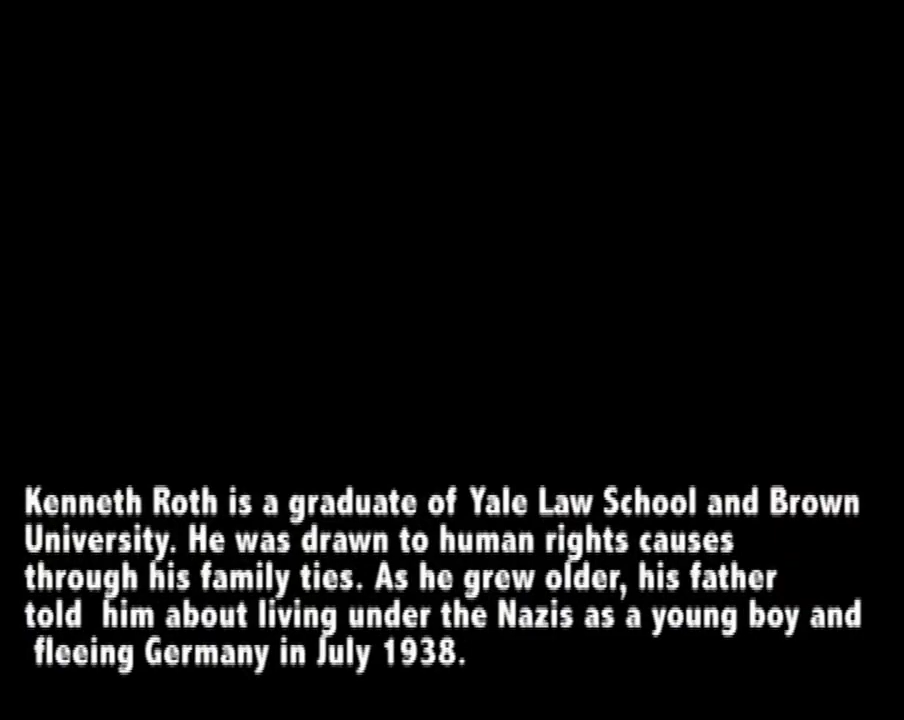 Kenneth Roth is a graduate of Yale Law School and Brown
University. He was drawn to human rights causes
through his family ties. As he grew older, his father
told him about living under the Nazis as a young boy and
fleeing Germany in July 1938.